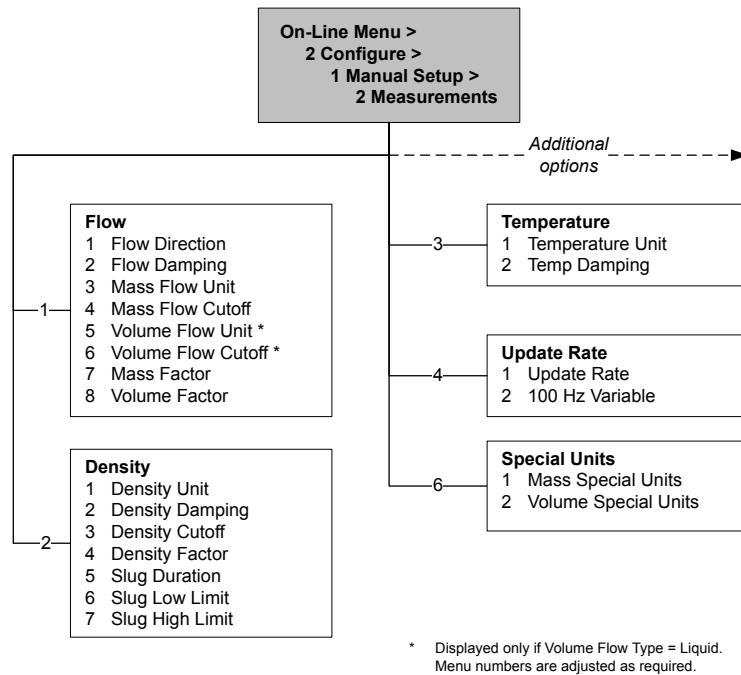 On-Line Menu >
2 Configure >
1 Manual Setup >
2 Measurements
Additional
options
1
Flow
1 Flow Direction
2 Flow Damping
3 Mass Flow Unit
4 Mass Flow Cutoff
5 Volume Flow Unit *
6 Volume Flow Cutoff *
7 Mass Factor
8 Volume Factor
2
Density
1 Density Unit
2 Density Damping
3 Density Cutoff
4 Density Factor
5 Slug Duration
6 Slug Low Limit
7 Slug High Limit
3
Temperature
1 Temperature Unit
2 Temp Damping
4
Update Rate
1 Update Rate
2 100 Hz Variable
6
Special Units
1 Mass Special Units
2 Volume Special Units
* Displayed only if Volume Flow Type = Liquid.
Menu numbers are adjusted as required.